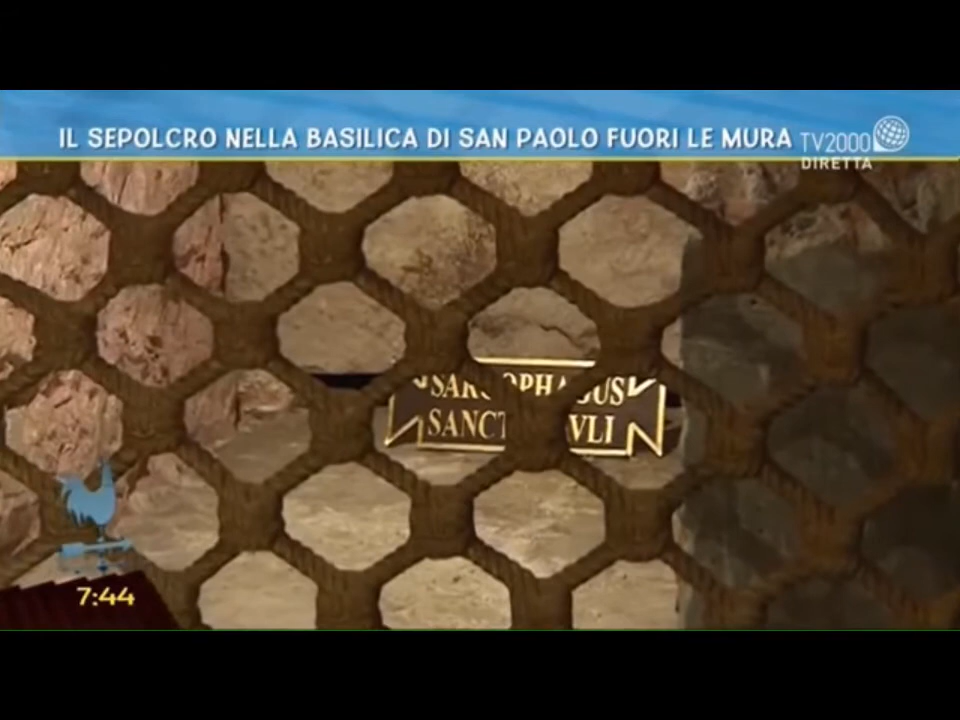 IL SEPOLCRO NELLA BASILICA DI SAN PAOLO FUORI LE MURA
TV2000
DIRETTA
7:44